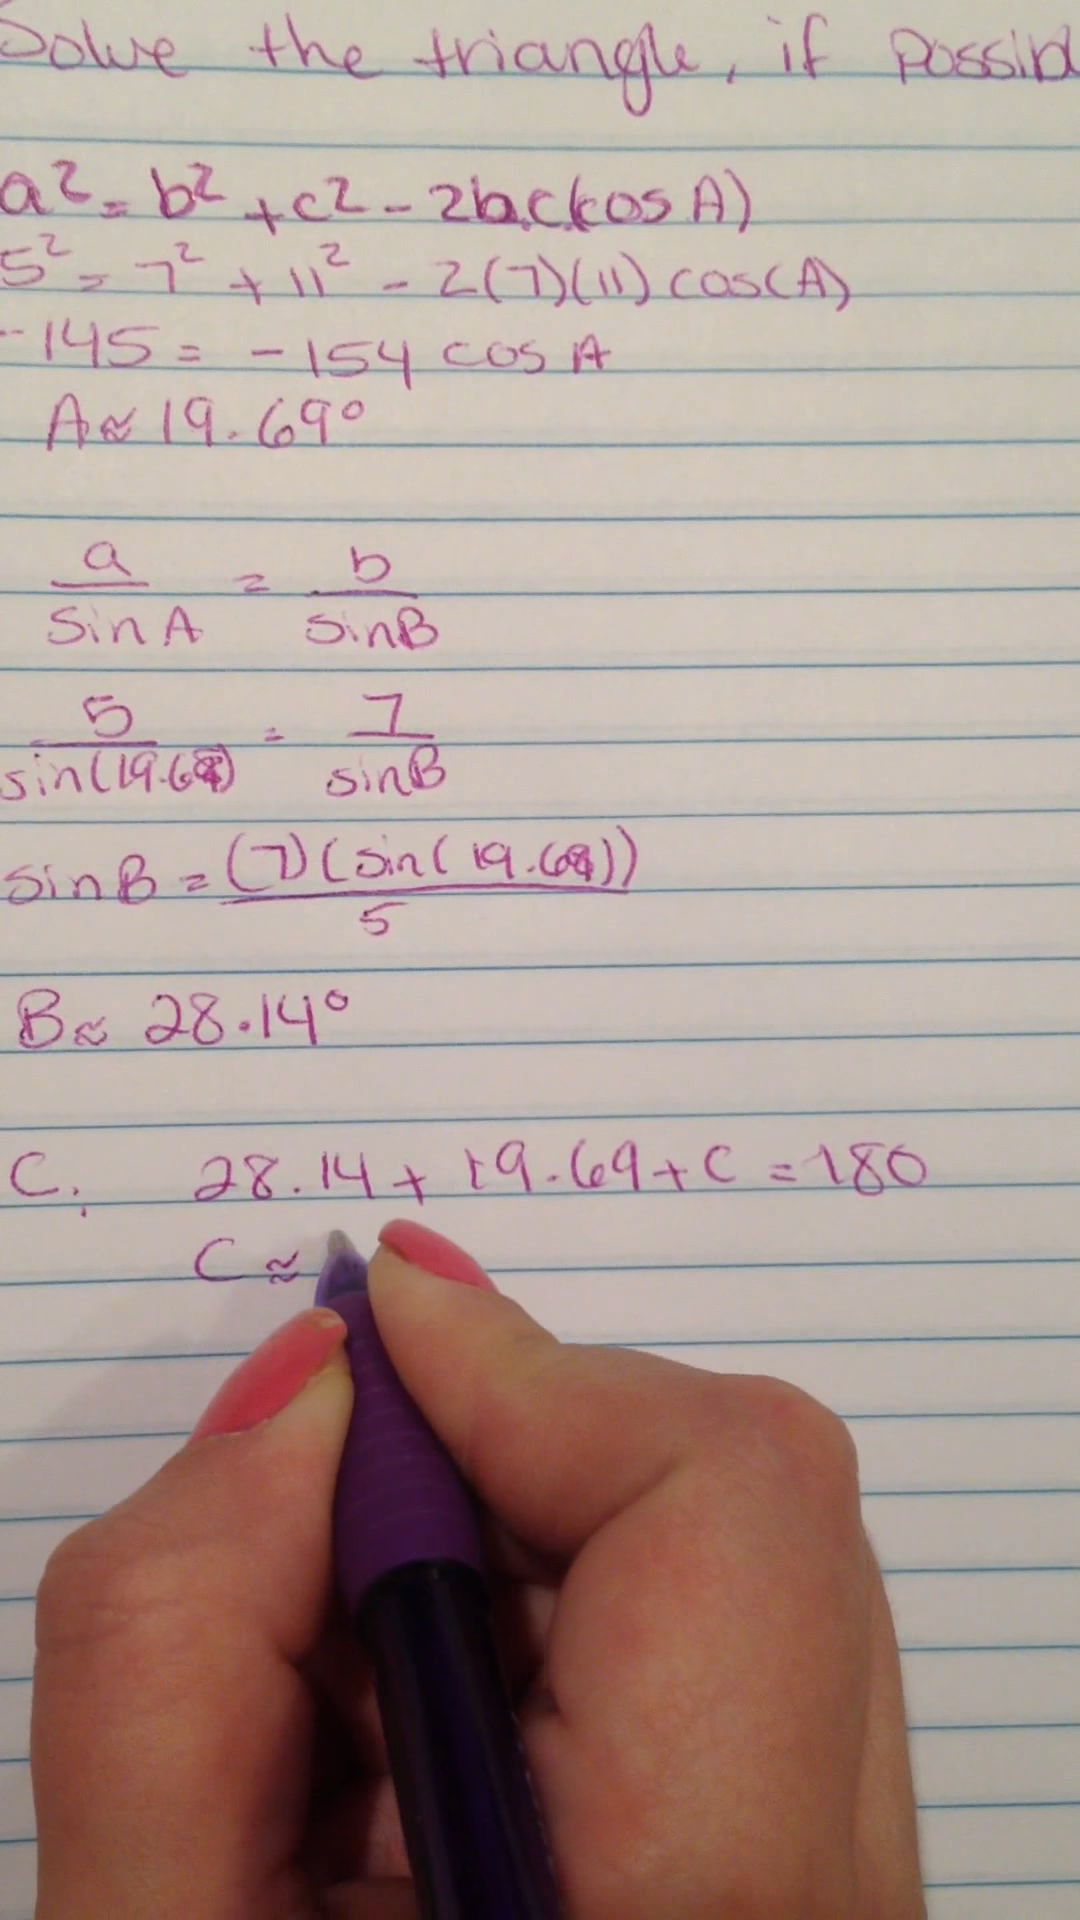 Solve the triangle, if possibl
a² = b² + c² - 2bc(cos A)
5² = 7² + 11² - 2(7)(11) cos(A)
-145 = -154 cos A
A ≈ 19.69°
a/sin A = b/sin B
5/sin(19.69) = 7/sin B
sin B = (7)(sin(19.69))/5
B ≈ 28.14°
C. 28.14 + 19.69 + C = 180
C ≈